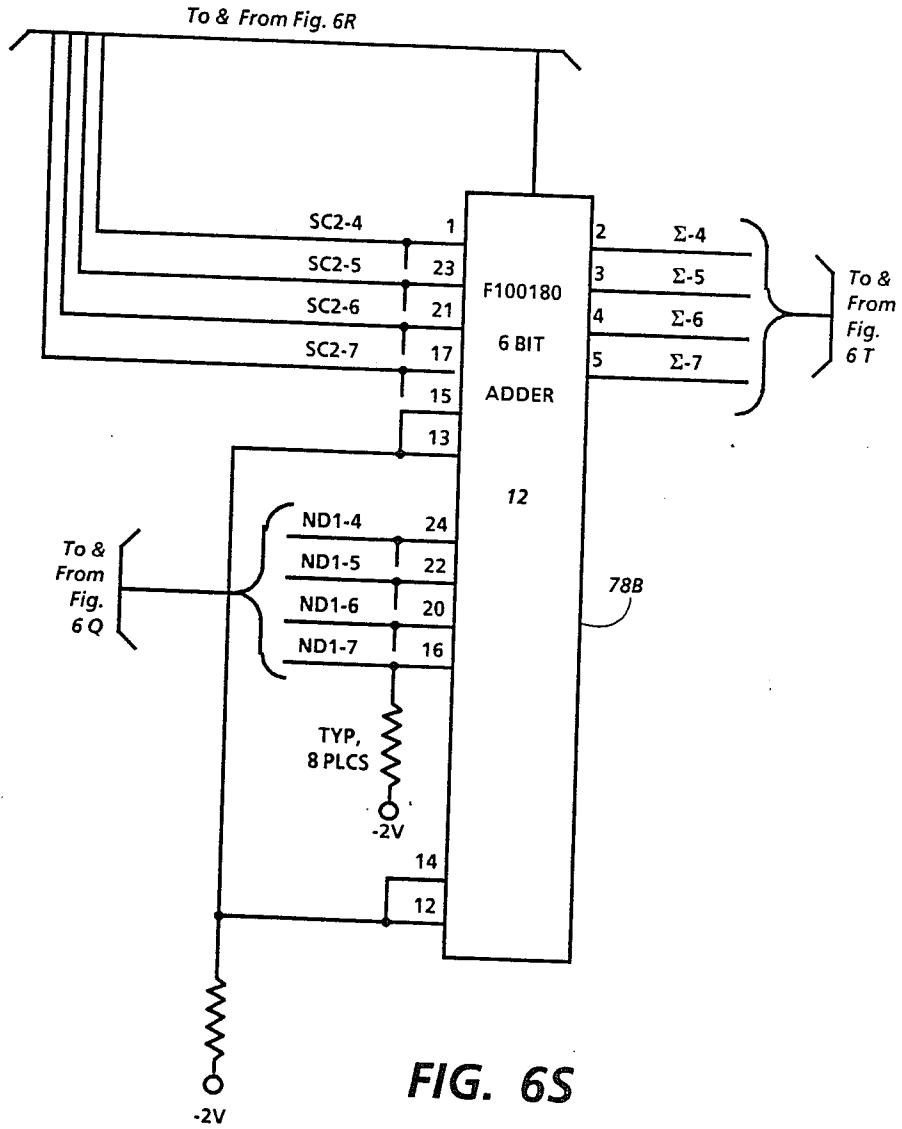 To & From Fig. 6R
SC2-4
1
SC2-5
23
SC2-6
21
SC2-7
17
15
13
F100180
6 BIT
ADDER
12
2
Σ-4
3
Σ-5
4
Σ-6
5
Σ-7
To &
From
Fig.
6 T
To &
From
Fig.
6 Q
ND1-4
24
ND1-5
22
ND1-6
20
ND1-7
16
78B
TYP,
8 PLCS
-2V
14
12
-2V
FIG. 6S